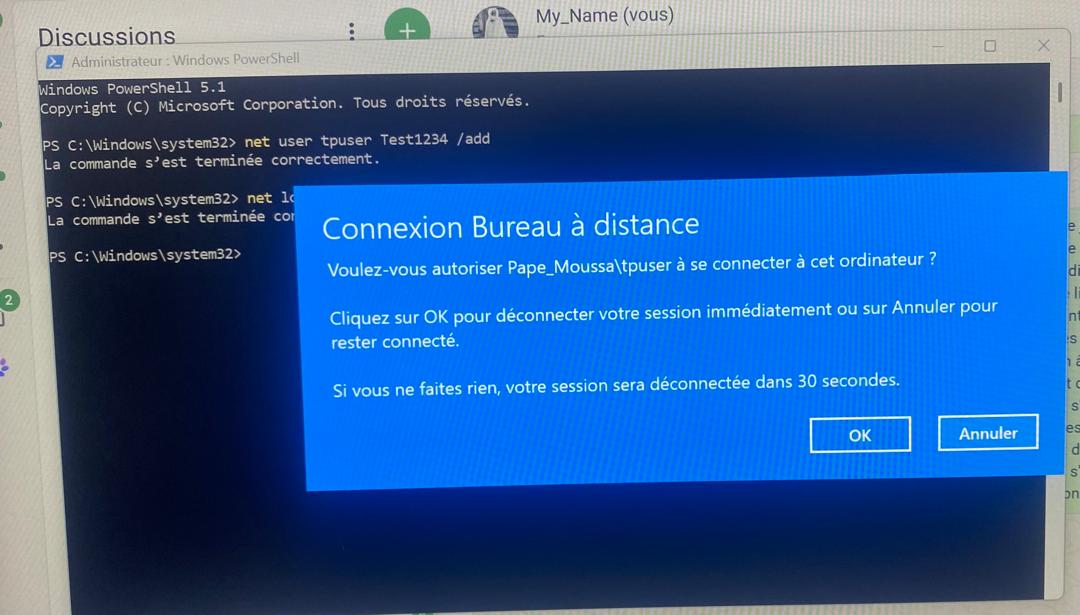 Discussions
My_Name (vous)
Administrateur : Windows PowerShell
Windows PowerShell 5.1
Copyright (C) Microsoft Corporation. Tous droits réservés.
PS C:\Windows\system32> net user tpuser Test1234 /add
La commande s'est terminée correctement.
PS C:\Windows\system32> net
La commande s'est terminée
PS C:\Windows\system32>
Connexion Bureau à distance
Voulez-vous autoriser Pape_Moussa\tpuser à se connecter à cet ordinateur ?
Cliquez sur OK pour déconnecter votre session immédiatement ou sur Annuler pour
rester connecté.
Si vous ne faites rien, votre session sera déconnectée dans 30 secondes.
OK
Annuler
2